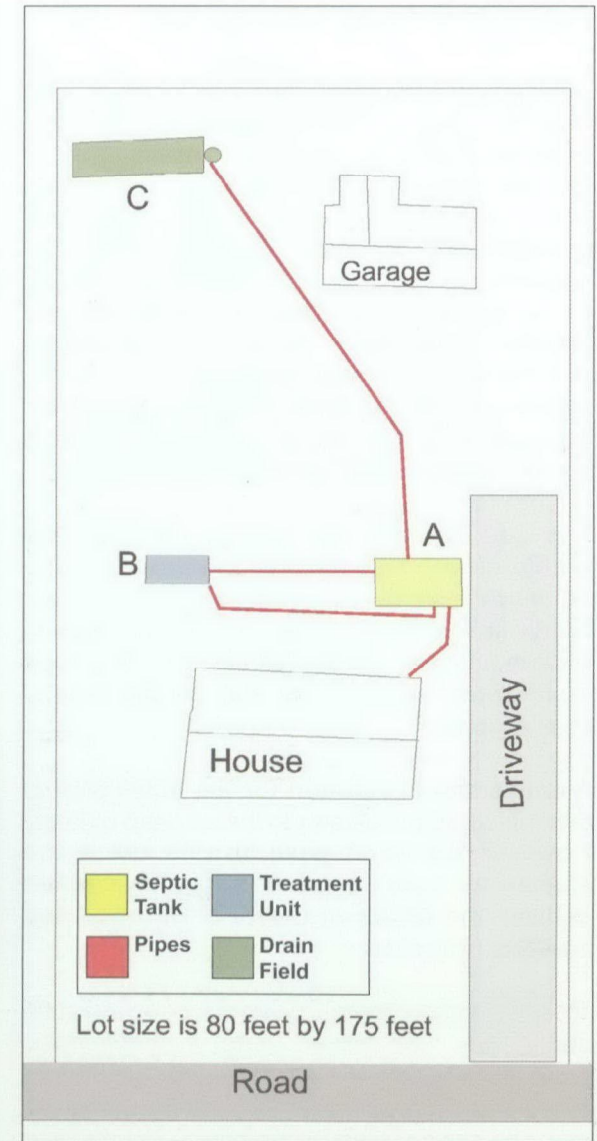 C
Garage
A
B
House
Driveway
Septic
Tank
Treatment
Unit
Pipes
Drain
Field
Lot size is 80 feet by 175 feet
Road